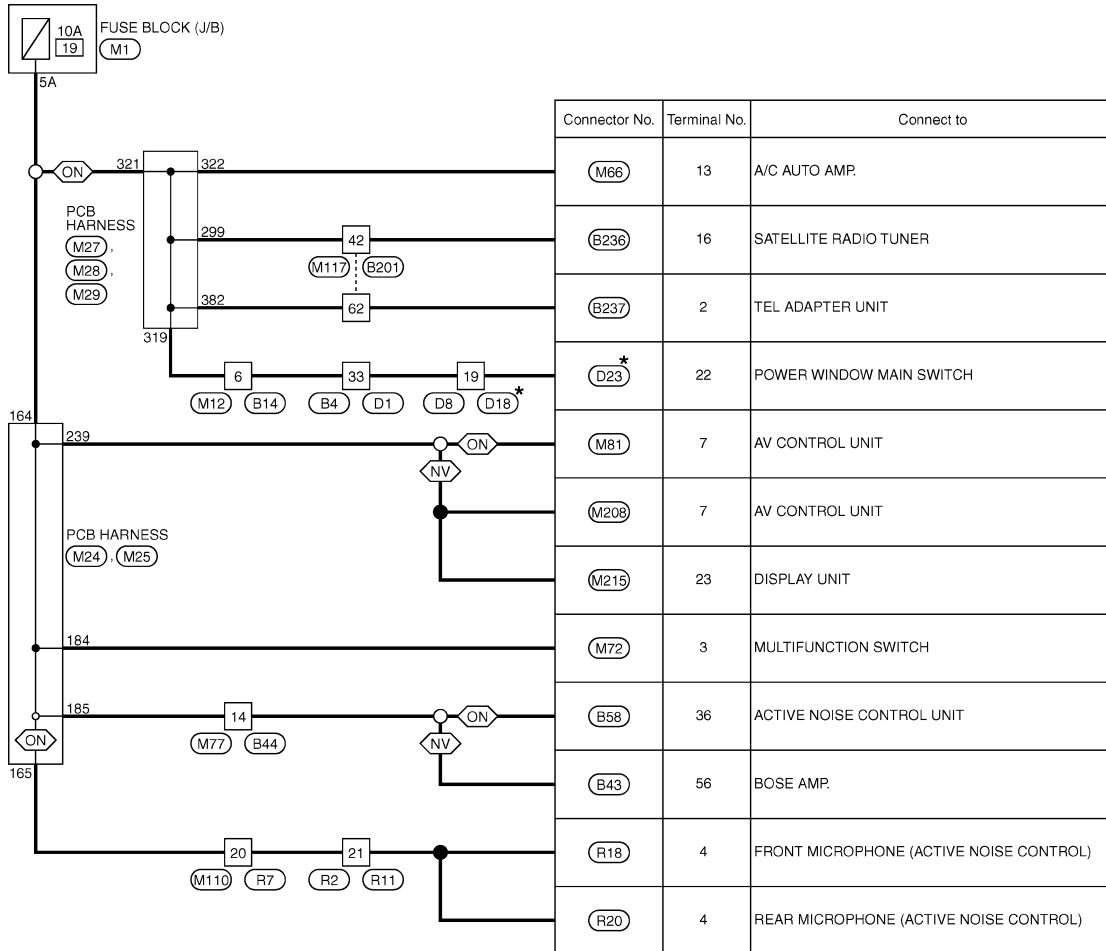 10A
19
FUSE BLOCK (J/B)
M1
5A
Connector No. Terminal No. Connect to
ON 321 322 M66 13 A/C AUTO AMP.
PCB
HARNESS
M27 ,
M28 ,
M29
299 42 B236 16 SATELLITE RADIO TUNER
M117 B201
382 62 B237 2 TEL ADAPTER UNIT
319
6 33 19 D23 * 22 POWER WINDOW MAIN SWITCH
M12 B14 B4 D1 D8 D18 *
164
239 ON M81 7 AV CONTROL UNIT
NV
M208 7 AV CONTROL UNIT
PCB HARNESS
M24 , M25
M215 23 DISPLAY UNIT
184 M72 3 MULTIFUNCTION SWITCH
185 14 ON B58 36 ACTIVE NOISE CONTROL UNIT
ON M77 B44 NV
165
B43 56 BOSE AMP.
20 21 R18 4 FRONT MICROPHONE (ACTIVE NOISE CONTROL)
M110 R7 R2 R11
R20 4 REAR MICROPHONE (ACTIVE NOISE CONTROL)